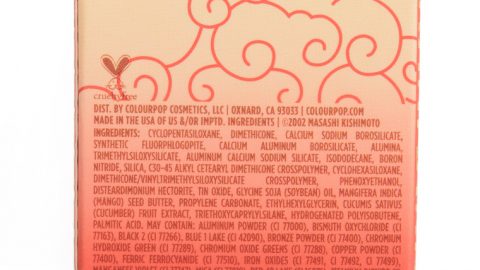 crueltyfree
DIST. BY COLOURPOP COSMETICS, LLC | OXNARD, CA 93033 | COLOURPOP.COM
MADE IN THE USA OF US &/OR IMPTD. INGREDIENTS | ©2002 MASASHI KISHIMOTO
INGREDIENTS: CYCLOPENTASILOXANE, DIMETHICONE, CALCIUM SODIUM BOROSILICATE,
SYNTHETIC FLUORPHLOGOPITE, CALCIUM ALUMINUM BOROSILICATE, ALUMINA,
TRIMETHYLSILOXYSILICATE, ALUMINUM CALCIUM SODIUM SILICATE, ISODODECANE, BORON
NITRIDE, SILICA, C30-45 ALKYL CETEARYL DIMETHICONE CROSSPOLYMER, CYCLOHEXASILOXANE,
DIMETHICONE/VINYLTRIMETHYLSILOXYSILICATE CROSSPOLYMER, PHENOXYETHANOL,
DISTEARDIMONIUM HECTORITE, TIN OXIDE, GLYCINE SOJA (SOYBEAN) OIL, MANGIFERA INDICA
(MANGO) SEED BUTTER, PROPYLENE CARBONATE, ETHYLHEXYLGLYCERIN, CUCUMIS SATIVUS
(CUCUMBER) FRUIT EXTRACT, TRIETHOXYCAPRYLYLSILANE, HYDROGENATED POLYISOBUTENE,
PALMITIC ACID. MAY CONTAIN: ALUMINUM POWDER (CI 77000), BISMUTH OXYCHLORIDE (CI
77163), BLACK 2 (CI 77266), BLUE 1 LAKE (CI 42090), BRONZE POWDER (CI 77400), CHROMIUM
HYDROXIDE GREEN (CI 77289), CHROMIUM OXIDE GREENS (CI 77288), COPPER POWDER (CI
77400), FERRIC FERROCYANIDE (CI 77510), IRON OXIDES (CI 77491, CI 77492, CI 77499),